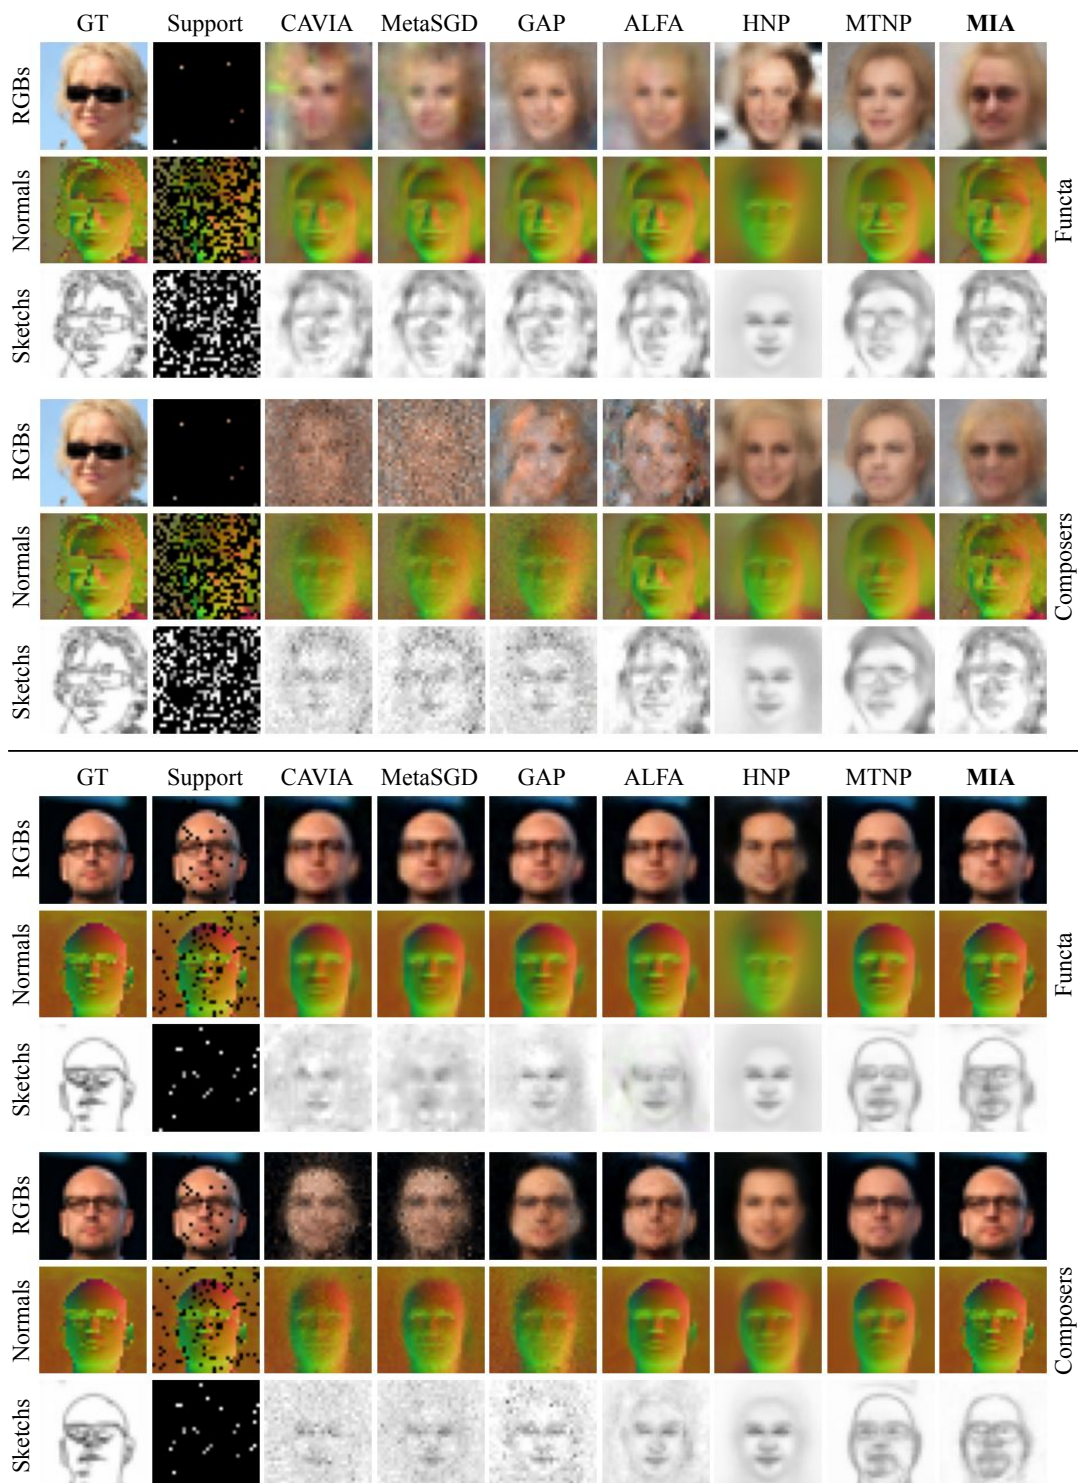 GT Support CAVIA MetaSGD GAP ALFA HNP MTNP MIA
RGBs
Normals
Sketchs
Functa
RGBs
Normals
Sketchs
Composers
GT Support CAVIA MetaSGD GAP ALFA HNP MTNP MIA
RGBs
Normals
Sketchs
Functa
RGBs
Normals
Sketchs
Composers